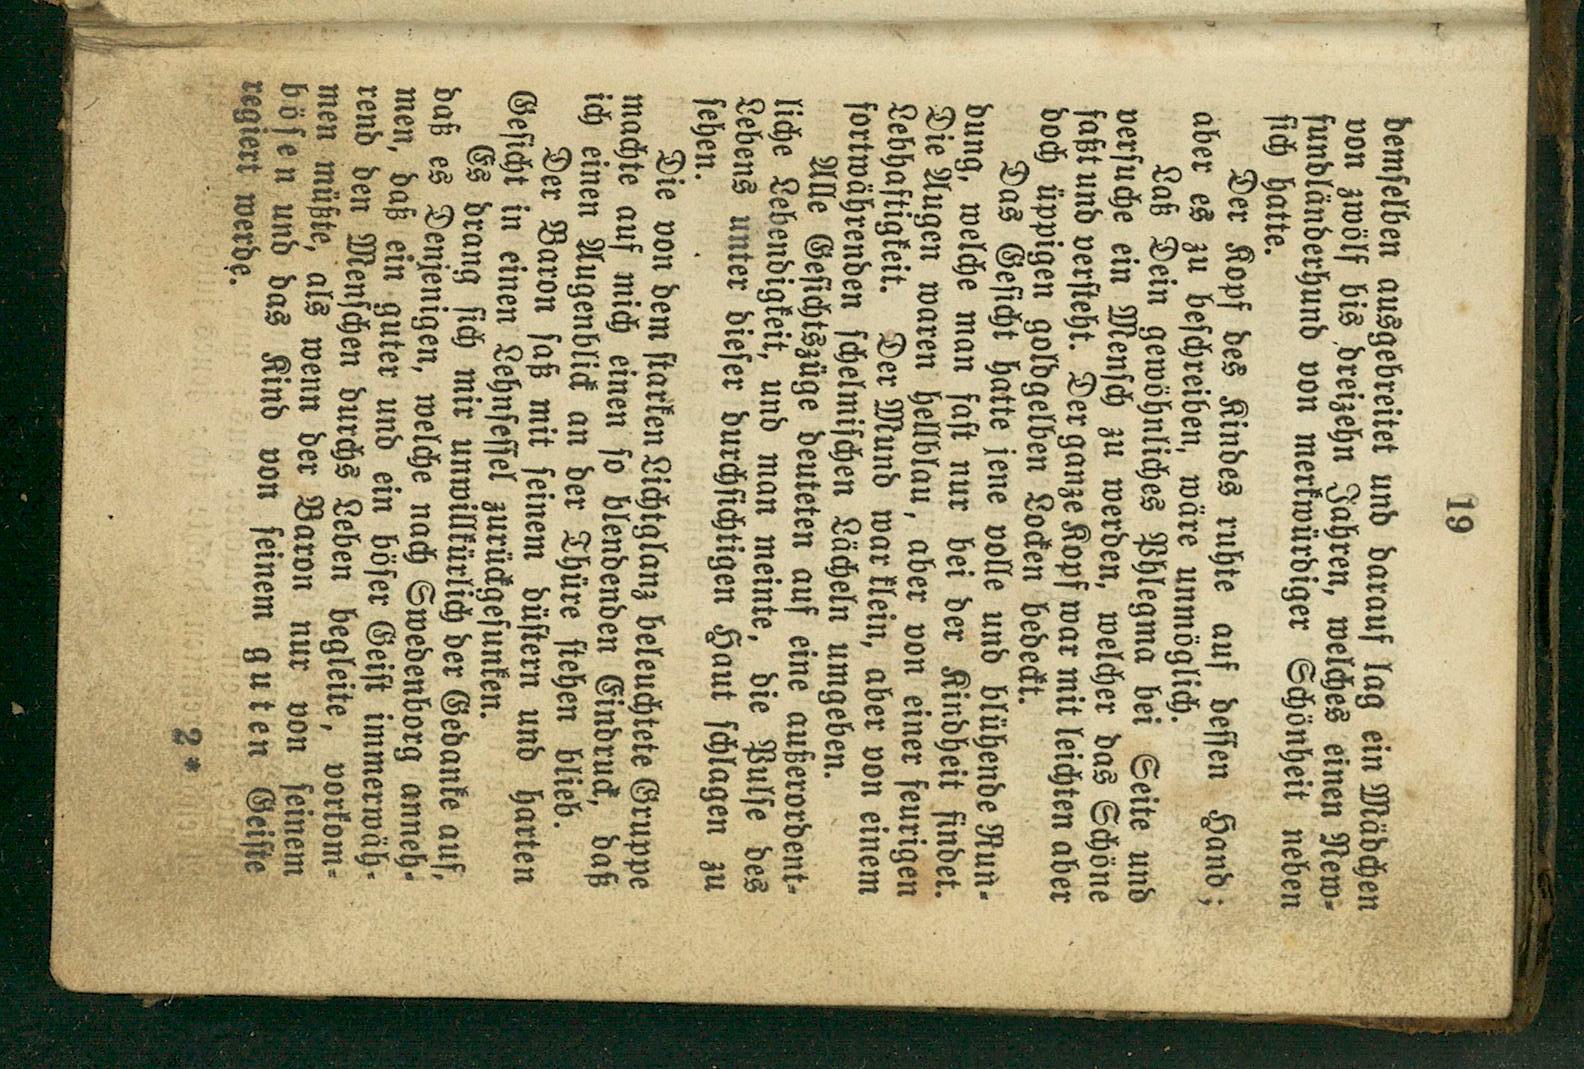 19
demselben ausgebreitet und darauf lag ein Mädchen
von zwölf bis dreizehn Jahren, welches einen New-
fundländerhund von merkwürdiger Schönheit neben
sich hatte.
Der Kopf des Kindes ruhte auf dessen Hand;
aber es zu beschreiben, wäre unmöglich.
Laß Dein gewöhnliches Phlegma bei Seite und
versuche ein Mensch zu werden, welcher das Schöne
faßt und versteht. Der ganze Kopf war mit leichten aber
doch üppigen goldgelben Locken bedeckt.
Das Gesicht hatte jene volle und blühende Run-
dung, welche man fast nur bei der Kindheit findet.
Die Augen waren hellblau, aber von einer feurigen
Lebhaftigkeit. Der Mund war klein, aber von einem
fortwährenden schelmischen Lächeln umgeben.
Alle Gesichtszüge deuteten auf eine außerordent-
liche Lebendigkeit, und man meinte, die Pulse des
Lebens unter dieser durchsichtigen Haut schlagen zu
sehen.
Die von dem starken Lichtglanz beleuchtete Gruppe
machte auf mich einen so blendenden Eindruck, daß
ich einen Augenblick an der Thüre stehen blieb.
Der Baron saß mit seinem düstern und harten
Gesicht in einen Lehnsessel zurückgesunken.
Es drang sich mir unwillkürlich der Gedanke auf,
daß es Denjenigen, welche nach Swedenborg anneh-
men, daß ein guter und ein böser Geist immerwäh-
rend den Menschen durchs Leben begleite, vorkom-
men müßte, als wenn der Baron nur von seinem
bösen und das Kind von seinem guten Geiste
regiert werde.
2*